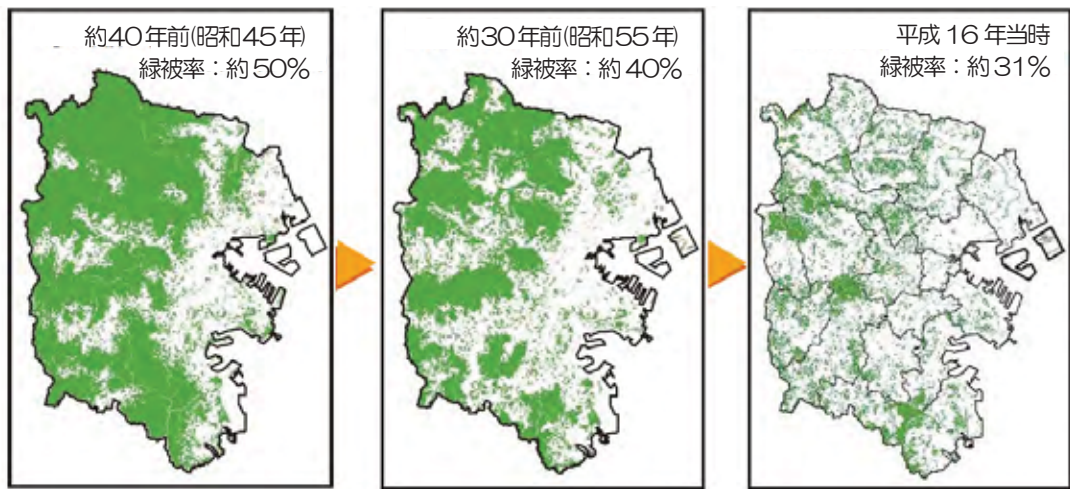 約40年前(昭和45年)
緑被率：約50%
約30年前(昭和55年)
緑被率：約40%
平成16年当時
緑被率：約31%